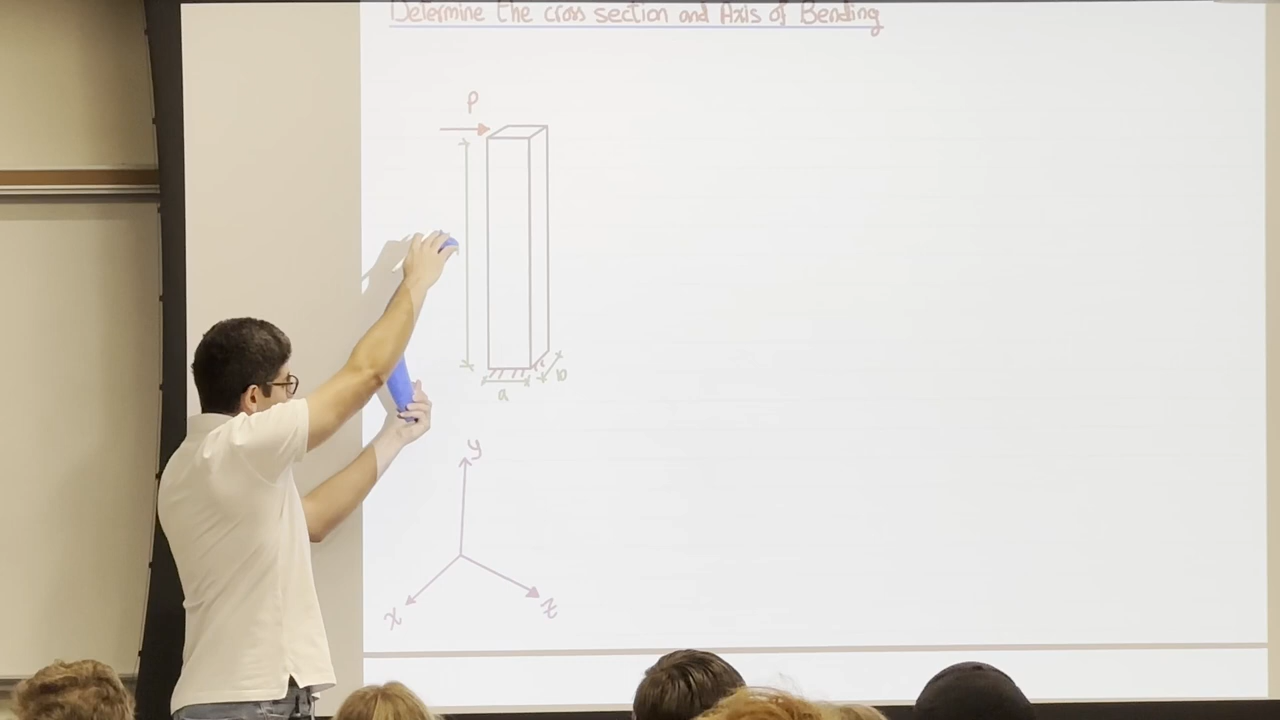 Determine the cross section and Axis of Bending
P
a
b
y
x
z